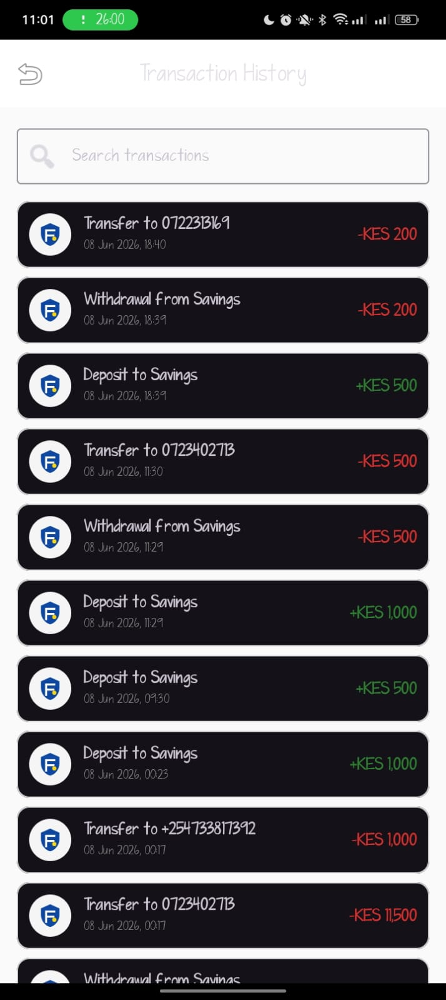 11:01
! 26:00
58
Transaction History
Search transactions
Transfer to 0722313169
08 Jun 2026, 18:40
-KES 200
Withdrawal from Savings
08 Jun 2026, 18:39
-KES 200
Deposit to Savings
08 Jun 2026, 18:39
+KES 500
Transfer to 0723402713
08 Jun 2026, 11:30
-KES 500
Withdrawal from Savings
08 Jun 2026, 11:29
-KES 500
Deposit to Savings
08 Jun 2026, 11:29
+KES 1,000
Deposit to Savings
08 Jun 2026, 09:30
+KES 500
Deposit to Savings
08 Jun 2026, 00:23
+KES 1,000
Transfer to +254733817392
08 Jun 2026, 00:17
-KES 1,000
Transfer to 0723402713
08 Jun 2026, 00:17
-KES 11,500
Withdrawal from Savings